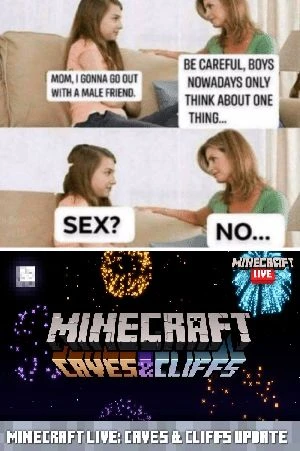 MOM, I GONNA GO OUT
WITH A MALE FRIEND.
BE CAREFUL, BOYS
NOWADAYS ONLY
THINK ABOUT ONE
THING...
SEX?
NO...
MINECRAFT
LIVE
MINECRAFT
CAVES & CLIFFS
MINECRAFT LIVE: CAVES & CLIFFS UPDATE